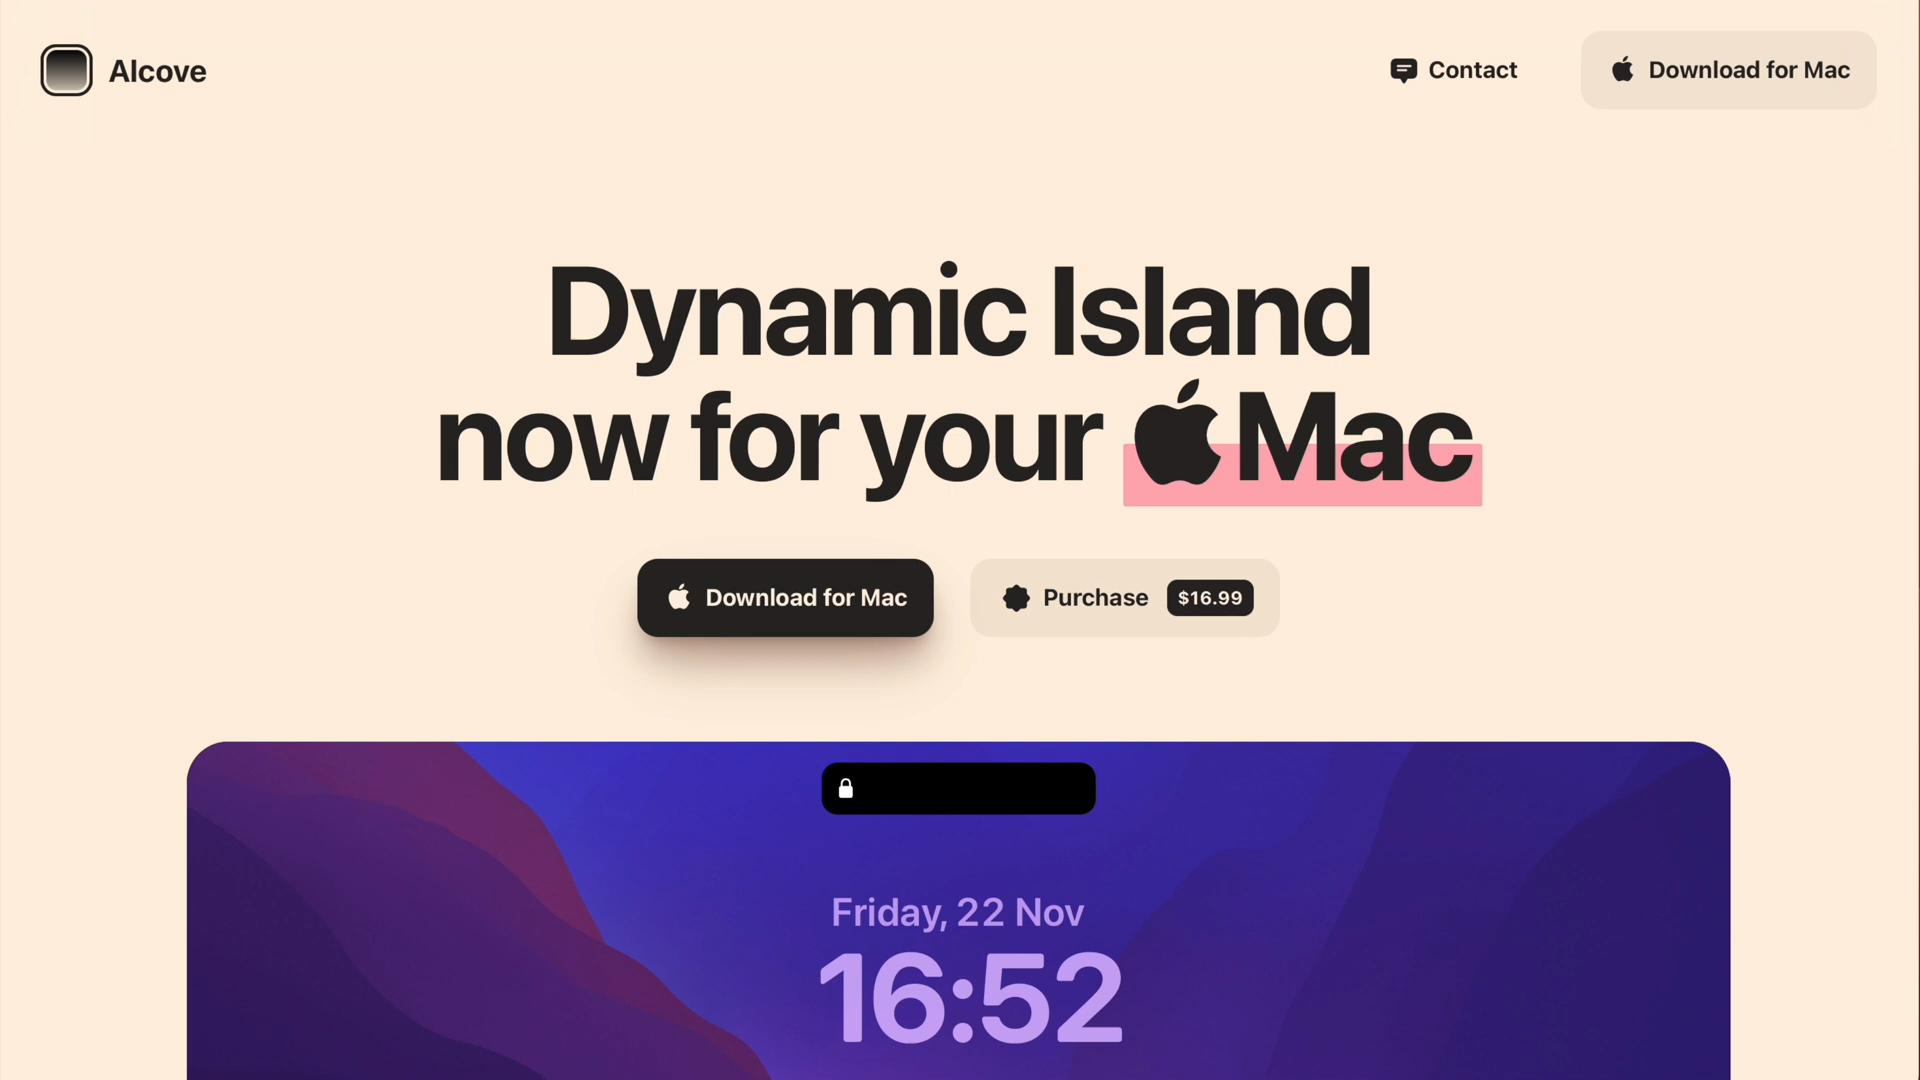 Alcove
Contact
Download for Mac
Dynamic Island
now for your Mac
Download for Mac
Purchase $16.99
Friday, 22 Nov
16:52